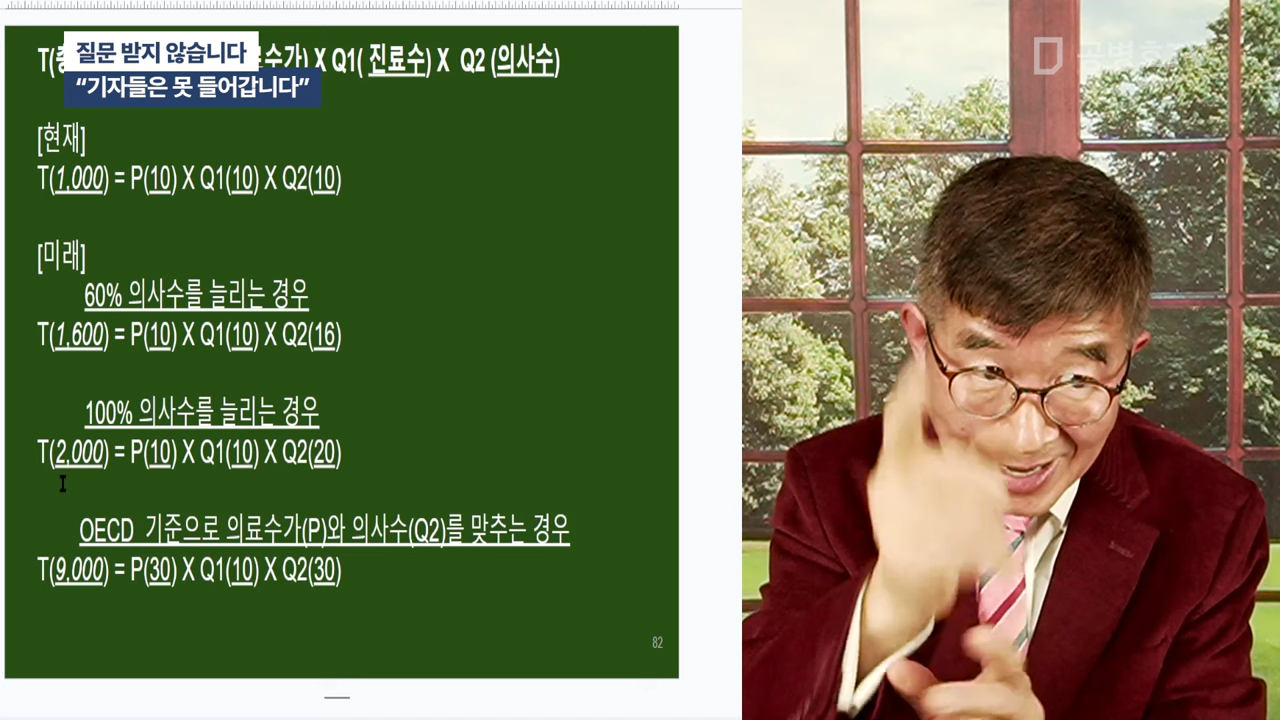 질문 받지 않습니다
“기자들은 못 들어갑니다”
T( 수가) X Q1( 진료수) X Q2 (의사수)
[현재]
T(1,000) = P(10) X Q1(10) X Q2(10)
[미래]
60% 의사수를 늘리는 경우
T(1,600) = P(10) X Q1(10) X Q2(16)
100% 의사수를 늘리는 경우
T(2,000) = P(10) X Q1(10) X Q2(20)
OECD 기준으로 의료수가(P)와 의사수(Q2)를 맞추는 경우
T(9,000) = P(30) X Q1(10) X Q2(30)
82